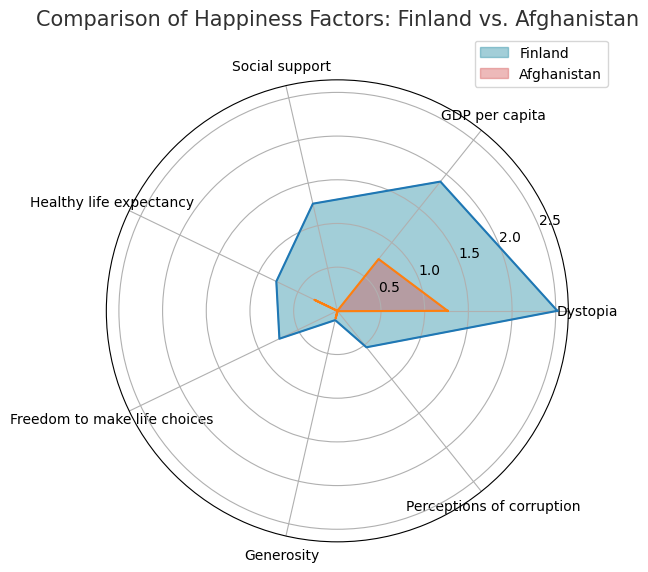 Comparison of Happiness Factors: Finland vs. Afghanistan
Finland
Afghanistan
Social support
GDP per capita
Healthy life expectancy
2.5
2.0
1.5
1.0
0.5
Dystopia
Freedom to make life choices
Perceptions of corruption
Generosity